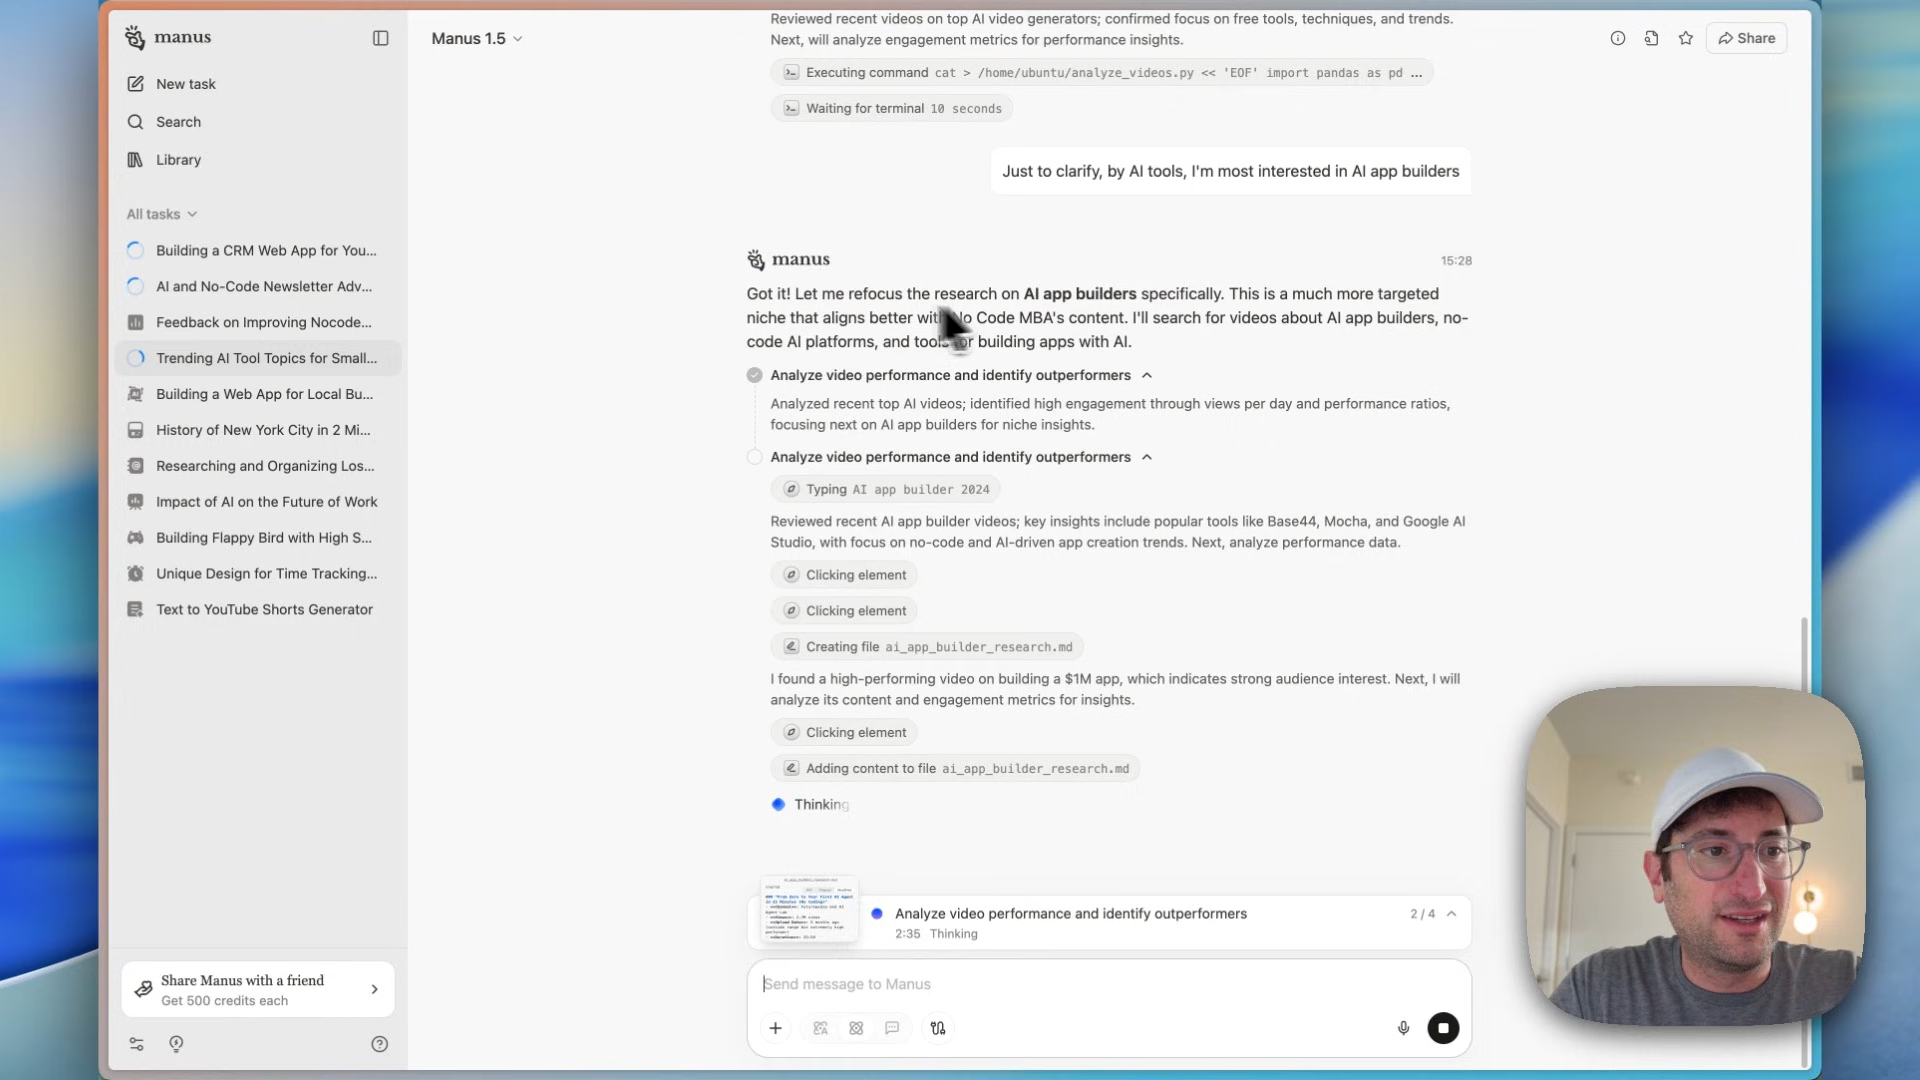 manus
New task
Search
Library
All tasks
Building a CRM Web App for You...
AI and No-Code Newsletter Adv...
Feedback on Improving Nocode...
Trending AI Tool Topics for Small...
Building a Web App for Local Bu...
History of New York City in 2 Mi...
Researching and Organizing Los...
Impact of AI on the Future of Work
Building Flappy Bird with High S...
Unique Design for Time Tracking...
Text to YouTube Shorts Generator
Share Manus with a friend
Get 500 credits each
Manus 1.5
Share
Reviewed recent videos on top AI video generators; confirmed focus on free tools, techniques, and trends.
Next, will analyze engagement metrics for performance insights.
Executing command cat > /home/ubuntu/analyze_videos.py << 'EOF' import pandas as pd ...
Waiting for terminal 10 seconds
Just to clarify, by AI tools, I'm most interested in AI app builders
manus
15:28
Got it! Let me refocus the research on AI app builders specifically. This is a much more targeted
niche that aligns better with No Code MBA's content. I'll search for videos about AI app builders, no-
code AI platforms, and tools for building apps with AI.
Analyze video performance and identify outperformers
Analyzed recent top AI videos; identified high engagement through views per day and performance ratios,
focusing next on AI app builders for niche insights.
Analyze video performance and identify outperformers
Typing AI app builder 2024
Reviewed recent AI app builder videos; key insights include popular tools like Base44, Mocha, and Google AI
Studio, with focus on no-code and AI-driven app creation trends. Next, analyze performance data.
Clicking element
Clicking element
Creating file ai_app_builder_research.md
I found a high-performing video on building a $1M app, which indicates strong audience interest. Next, I will
analyze its content and engagement metrics for insights.
Clicking element
Adding content to file ai_app_builder_research.md
Thinking
Analyze video performance and identify outperformers
2 / 4
2:35 Thinking
Send message to Manus